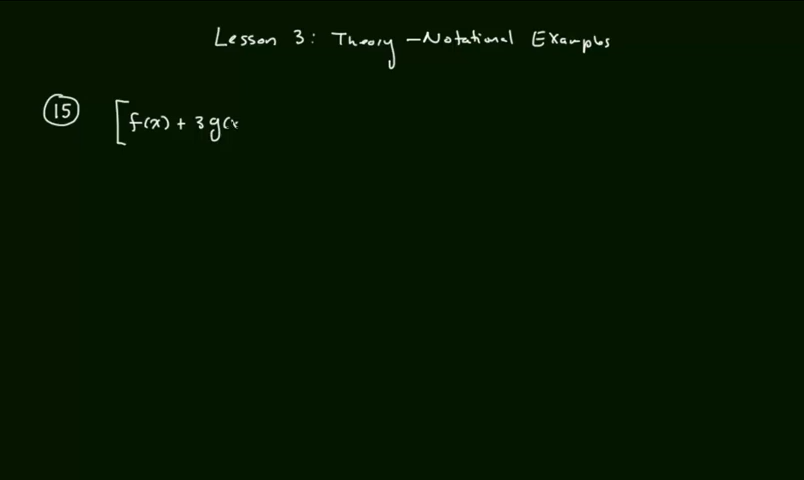 Lesson 3: Theory - Notational Examples
15 [f(x) + 3g(x